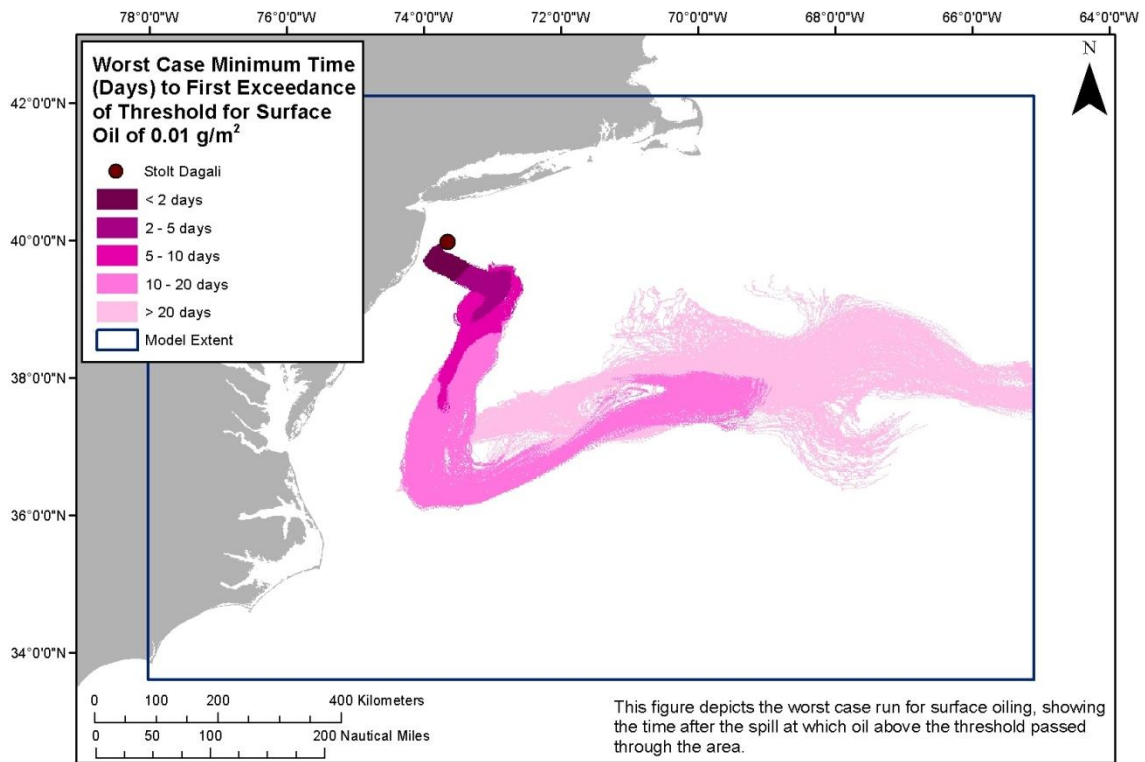 78°0'0"W 76°0'0"W 74°0'0"W 72°0'0"W 70°0'0"W 68°0'0"W 66°0'0"W 64°0'0"W
Worst Case Minimum Time
(Days) to First Exceedance
of Threshold for Surface
Oil of 0.01 g/m²
Stolt Dagali
< 2 days
2 - 5 days
5 - 10 days
10 - 20 days
> 20 days
Model Extent
N
42°0'0"N
40°0'0"N
38°0'0"N
36°0'0"N
34°0'0"N
0 100 200 400 Kilometers
0 50 100 200 Nautical Miles
This figure depicts the worst case run for surface oiling, showing
the time after the spill at which oil above the threshold passed
through the area.